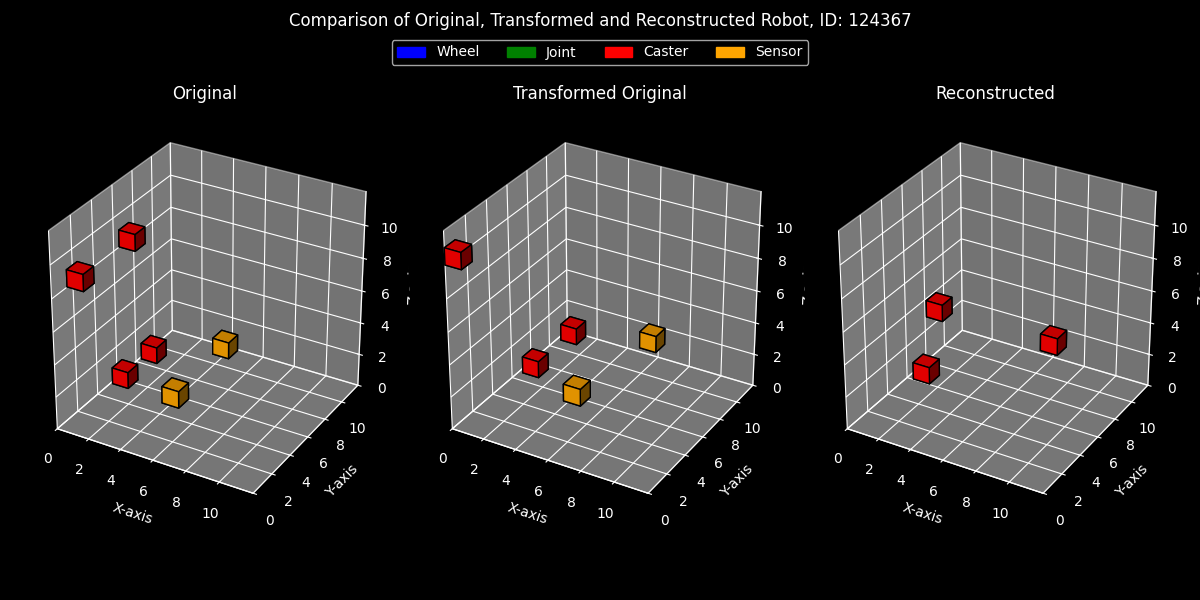 Comparison of Original, Transformed and Reconstructed Robot, ID: 124367
Wheel Joint Caster Sensor
Original Transformed Original Reconstructed
10 10 10
8 8 8
6 6 6
4 4 4
2 2 2
0 0 0
10 10 10
8 8 8
6 6 6
4 4 4
2 2 2
0 0 0
0 2 4 6 8 10 0 2 4 6 8 10 0 2 4 6 8 10
X-axis Y-axis X-axis Y-axis X-axis Y-axis